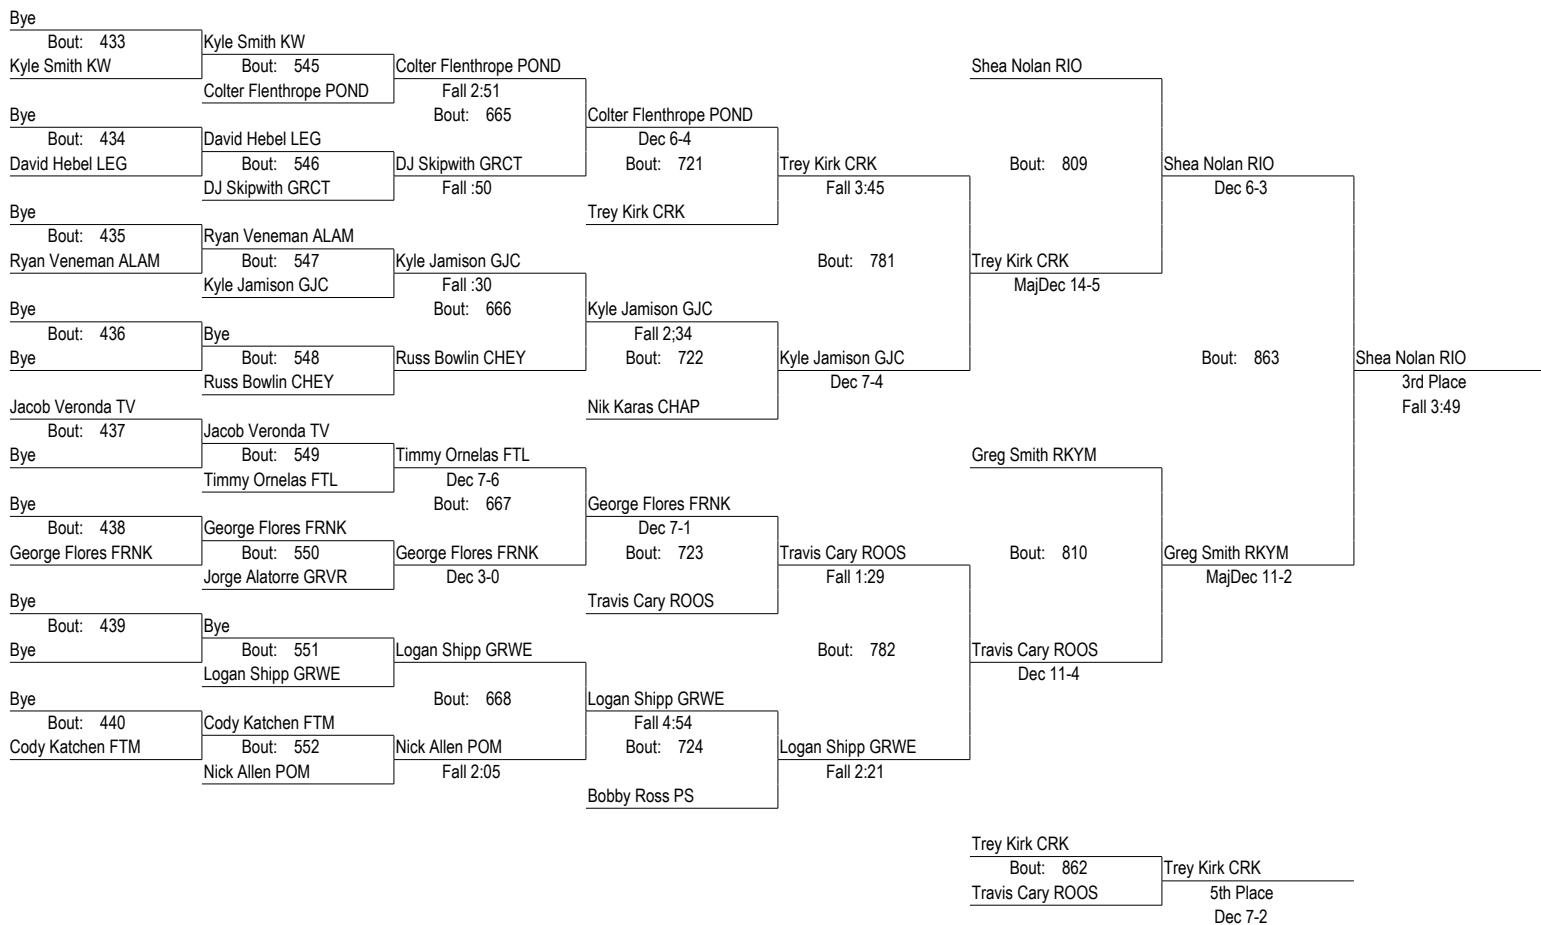 Bye
Bout: 433
Kyle Smith KW
Kyle Smith KW
Bout: 545
Colter Flenthrope POND
Colter Flenthrope POND
Fall 2:51
Bout: 665
Bye
Bout: 434
David Hebel LEG
David Hebel LEG
Bout: 546
DJ Skipwith GRCT
DJ Skipwith GRCT
Fall :50
Colter Flenthrope POND
Dec 6-4
Bout: 721
Trey Kirk CRK
Trey Kirk CRK
Fall 3:45
Bye
Bout: 435
Ryan Veneman ALAM
Ryan Veneman ALAM
Bout: 547
Kyle Jamison GJC
Kyle Jamison GJC
Fall :30
Bout: 666
Bye
Bout: 436
Bye
Bye
Bout: 548
Russ Bowlin CHEY
Russ Bowlin CHEY
Kyle Jamison GJC
Fall 2;34
Bout: 722
Nik Karas CHAP
Kyle Jamison GJC
Dec 7-4
Bout: 781
Shea Nolan RIO
Bout: 809
Trey Kirk CRK
MajDec 14-5
Shea Nolan RIO
Dec 6-3
Jacob Veronda TV
Bout: 437
Bye
Jacob Veronda TV
Bout: 549
Timmy Ornelas FTL
Timmy Ornelas FTL
Dec 7-6
Bout: 667
Bye
Bout: 438
George Flores FRNK
George Flores FRNK
Bout: 550
Jorge Alatorre GRVR
George Flores FRNK
Dec 3-0
George Flores FRNK
Dec 7-1
Bout: 723
Travis Cary ROOS
Travis Cary ROOS
Fall 1:29
Bye
Bout: 439
Bye
Bye
Bout: 551
Logan Shipp GRWE
Logan Shipp GRWE
Bout: 668
Bye
Bout: 440
Cody Katchen FTM
Cody Katchen FTM
Bout: 552
Nick Allen POM
Nick Allen POM
Fall 2:05
Logan Shipp GRWE
Fall 4:54
Bout: 724
Bobby Ross PS
Logan Shipp GRWE
Fall 2:21
Bout: 782
Greg Smith RKYM
Bout: 810
Travis Cary ROOS
Dec 11-4
Greg Smith RKYM
MajDec 11-2
Bout: 863
Shea Nolan RIO
3rd Place
Fall 3:49
Trey Kirk CRK
Bout: 862
Travis Cary ROOS
Trey Kirk CRK
5th Place
Dec 7-2